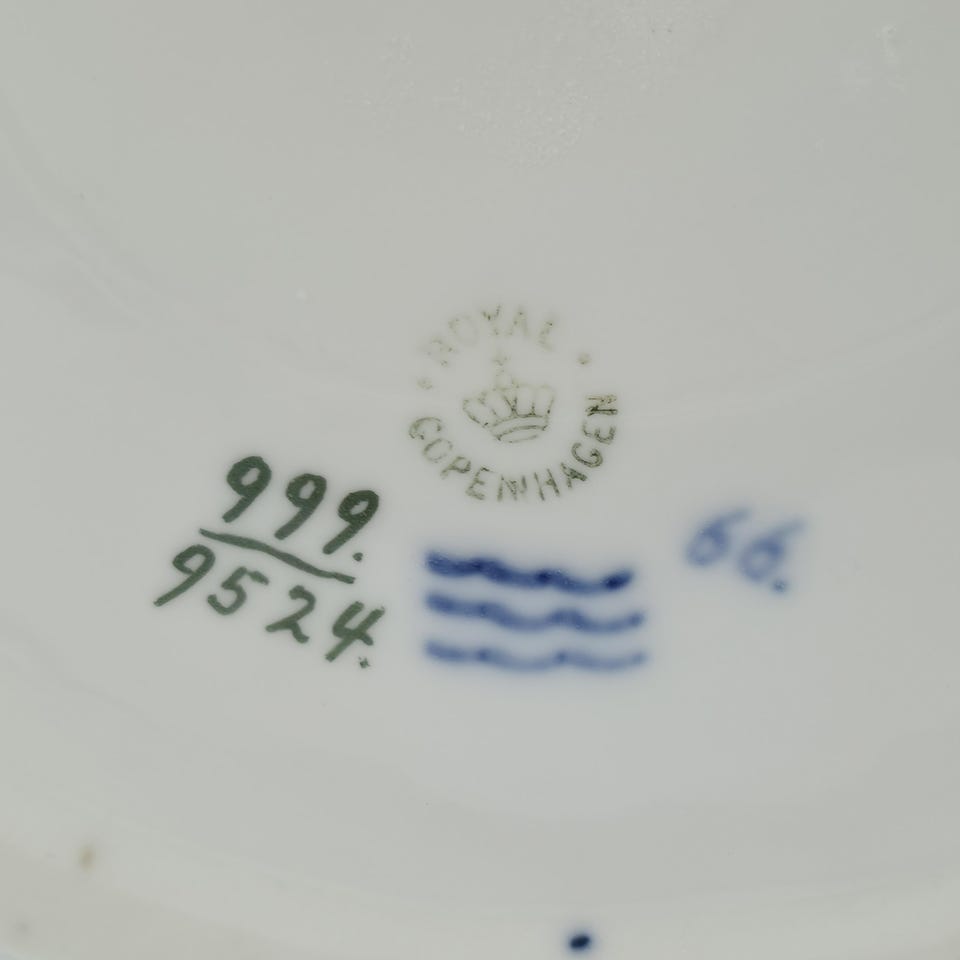 ROYAL
COPENHAGEN
999.
9524.
66.